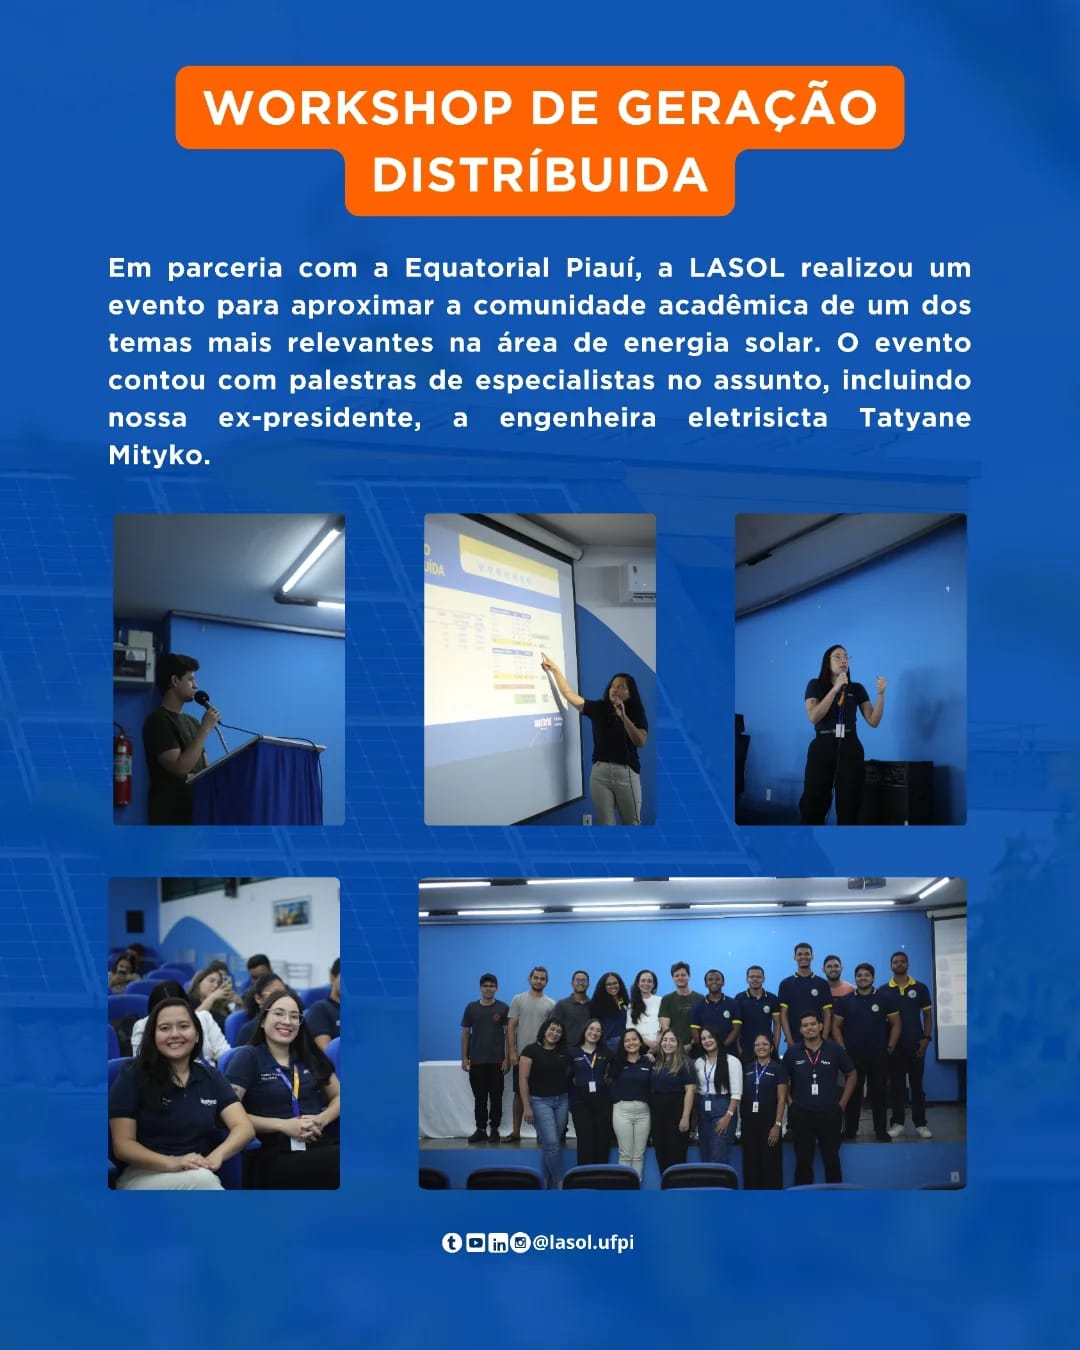 WORKSHOP DE GERAÇÃO
DISTRÍBUIDA
Em parceria com a Equatorial Piauí, a LASOL realizou um
evento para aproximar a comunidade acadêmica de um dos
temas mais relevantes na área de energia solar. O evento
contou com palestras de especialistas no assunto, incluindo
nossa ex-presidente, a engenheira eletrisicta Tatyane
Mityko.
@lasol.ufpi